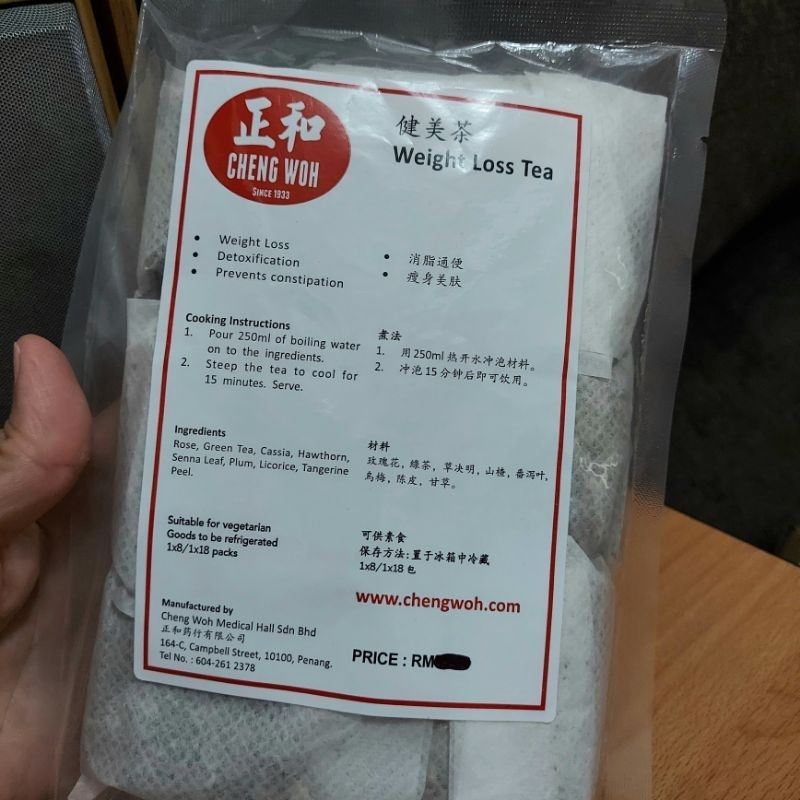 正和
CHENG WOH
SINCE 1933
健美茶
Weight Loss Tea
• Weight Loss
• Detoxification
• Prevents constipation
• 消脂通便
• 瘦身美肤
Cooking Instructions
1. Pour 250ml of boiling water
on to the ingredients.
2. Steep the tea to cool for
15 minutes. Serve.
煮法
1. 用250ml热开水冲泡材料。
2. 冲泡15分钟后即可饮用。
Ingredients
Rose, Green Tea, Cassia, Hawthorn,
Senna Leaf, Plum, Licorice, Tangerine
Peel.
材料
玫瑰花, 绿茶, 草决明, 山楂, 番泻叶,
乌梅, 陈皮, 甘草。
Suitable for vegetarian
Goods to be refrigerated
1x8/1x18 packs
可供素食
保存方法:置于冰箱中冷藏
1x8/1x18 包
www.chengwoh.com
Manufactured by
Cheng Woh Medical Hall Sdn Bhd
正和药行有限公司
164-C, Campbell Street, 10100, Penang.
Tel No. : 604-261 2378
PRICE : RM